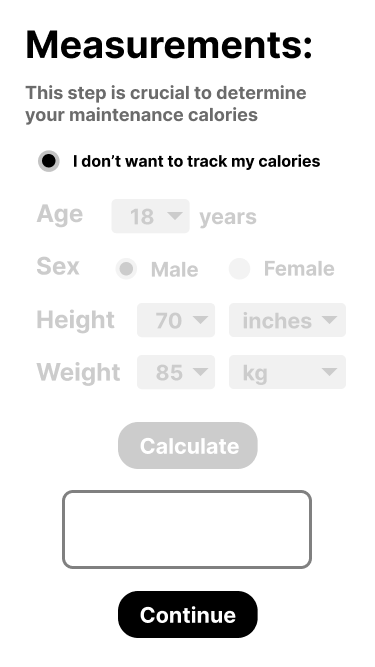 Measurements:
This step is crucial to determine
your maintenance calories
I don’t want to track my calories
Age 18 years
Sex Male Female
Height 70 inches
Weight 85 kg
Calculate
Continue